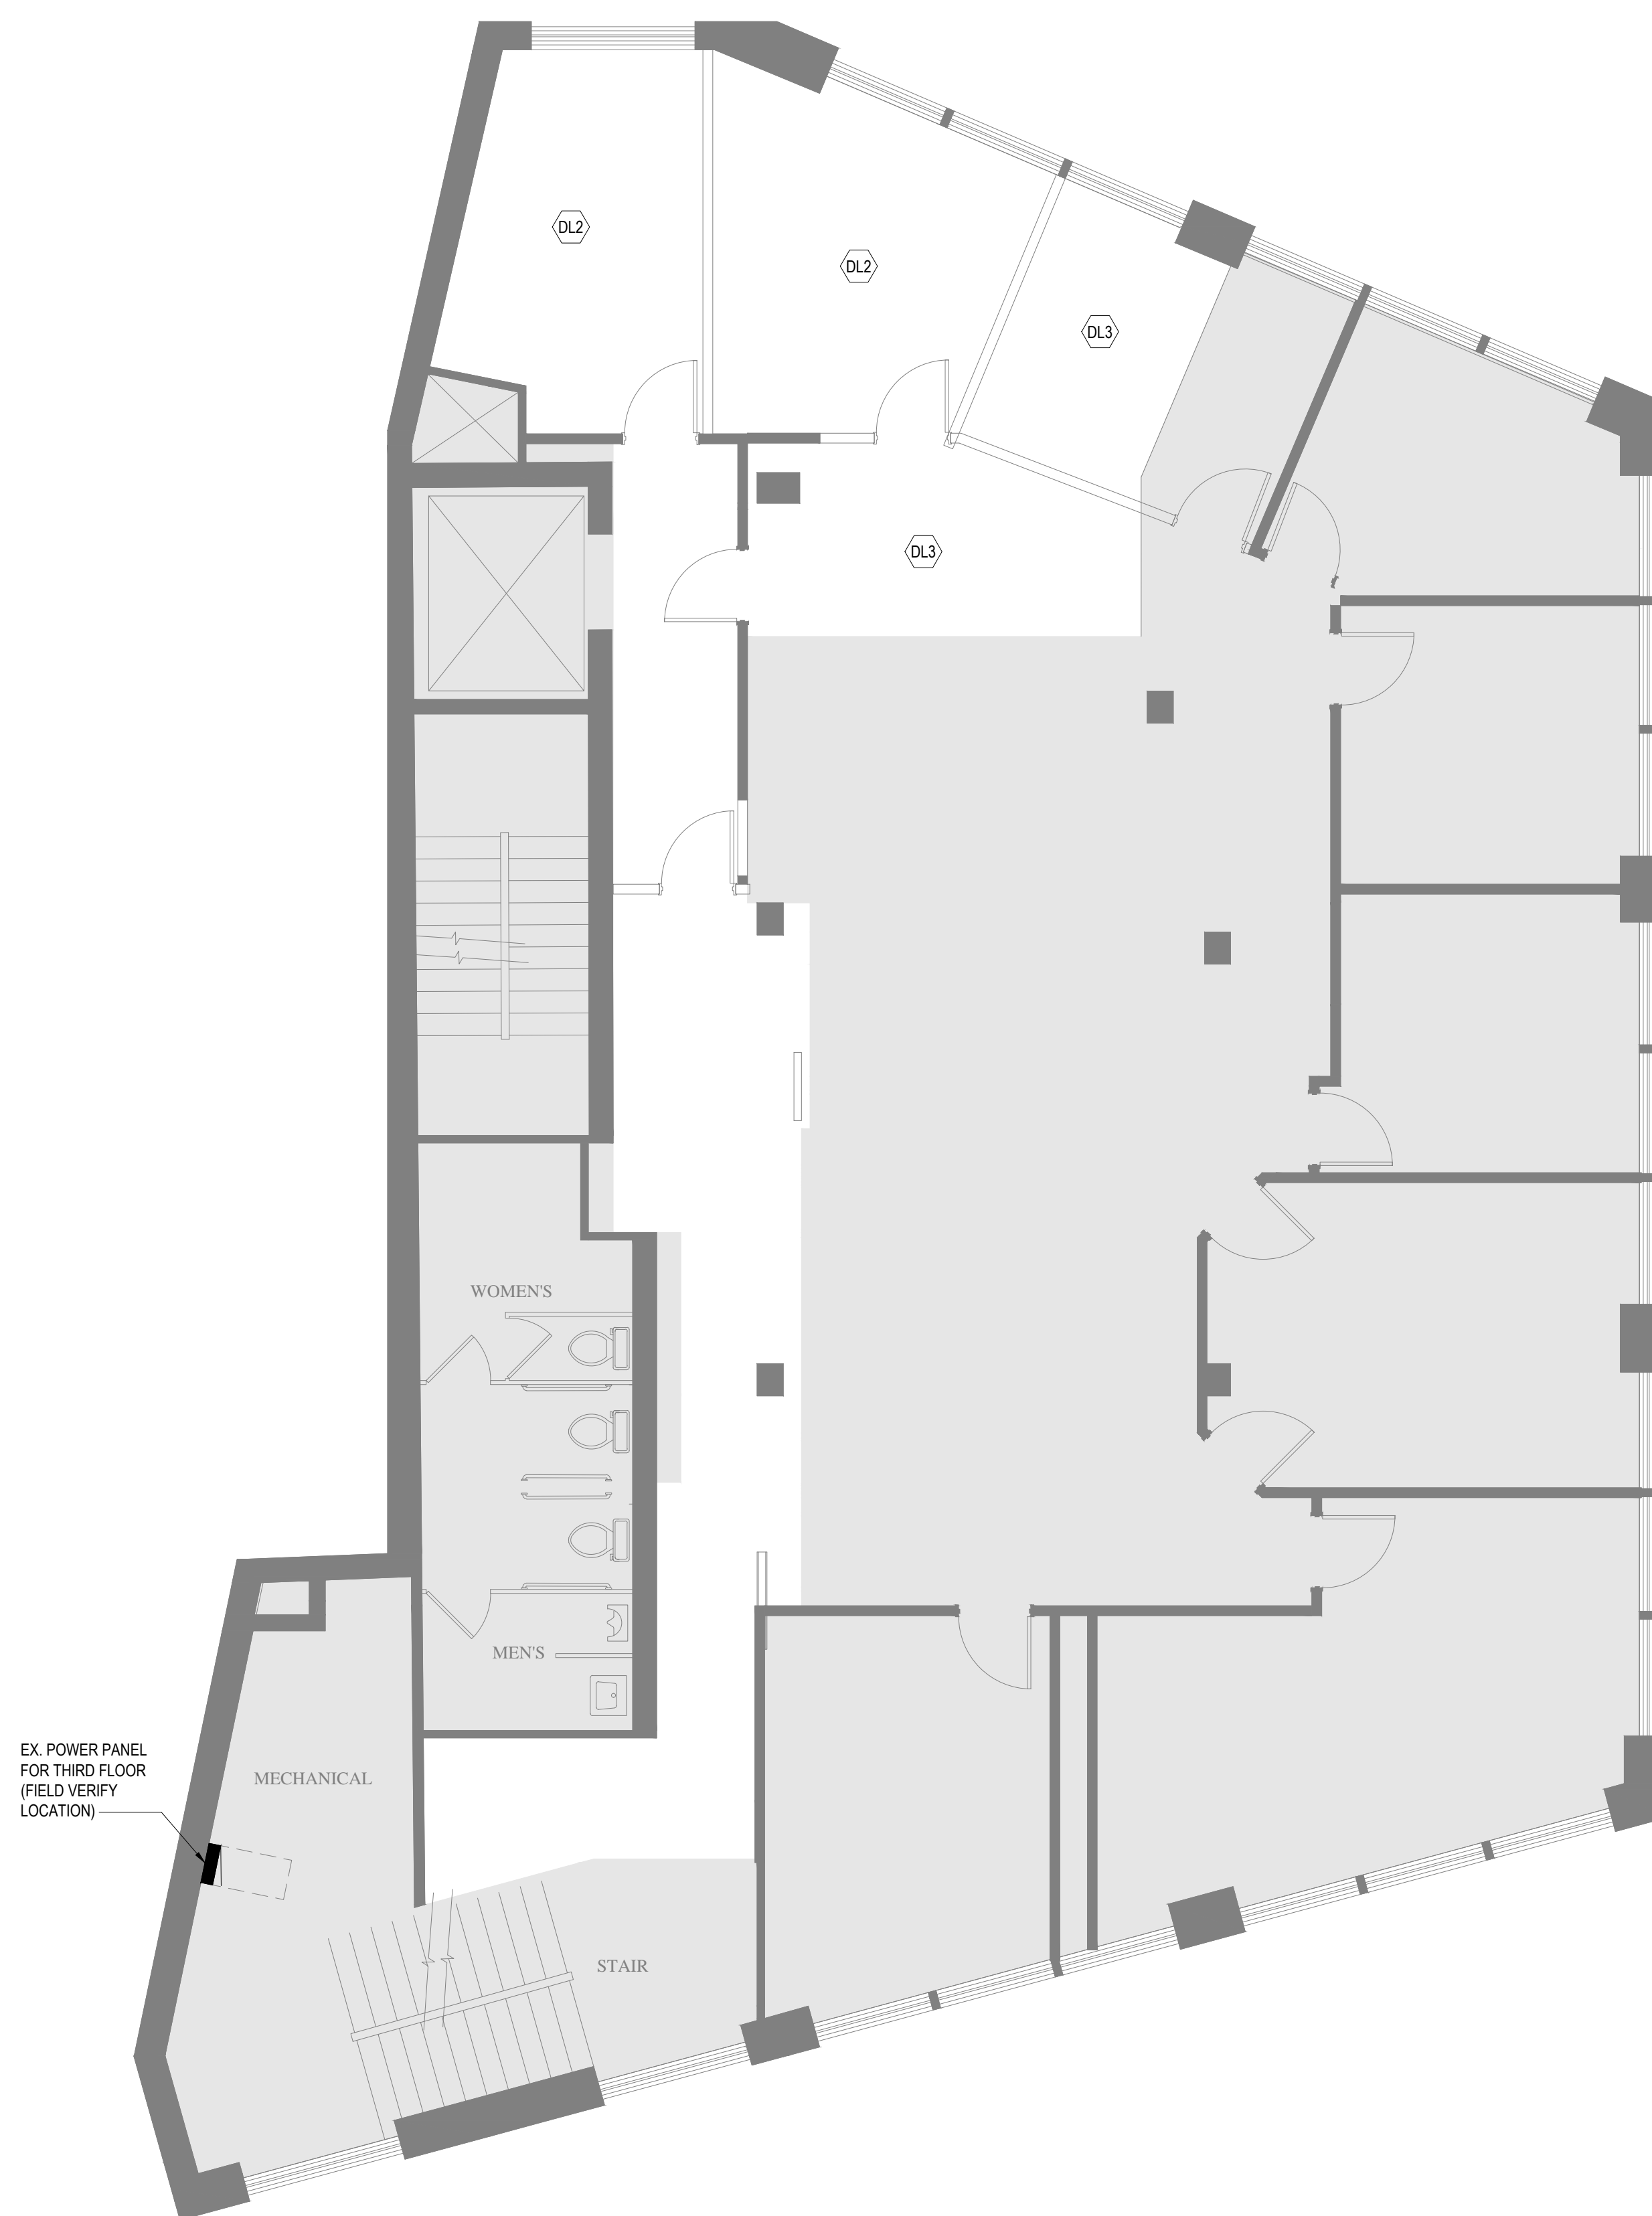 DL2
DL2
DL3
DL3
WOMEN'S
MEN'S
EX. POWER PANEL
FOR THIRD FLOOR
(FIELD VERIFY
LOCATION)
MECHANICAL
STAIR